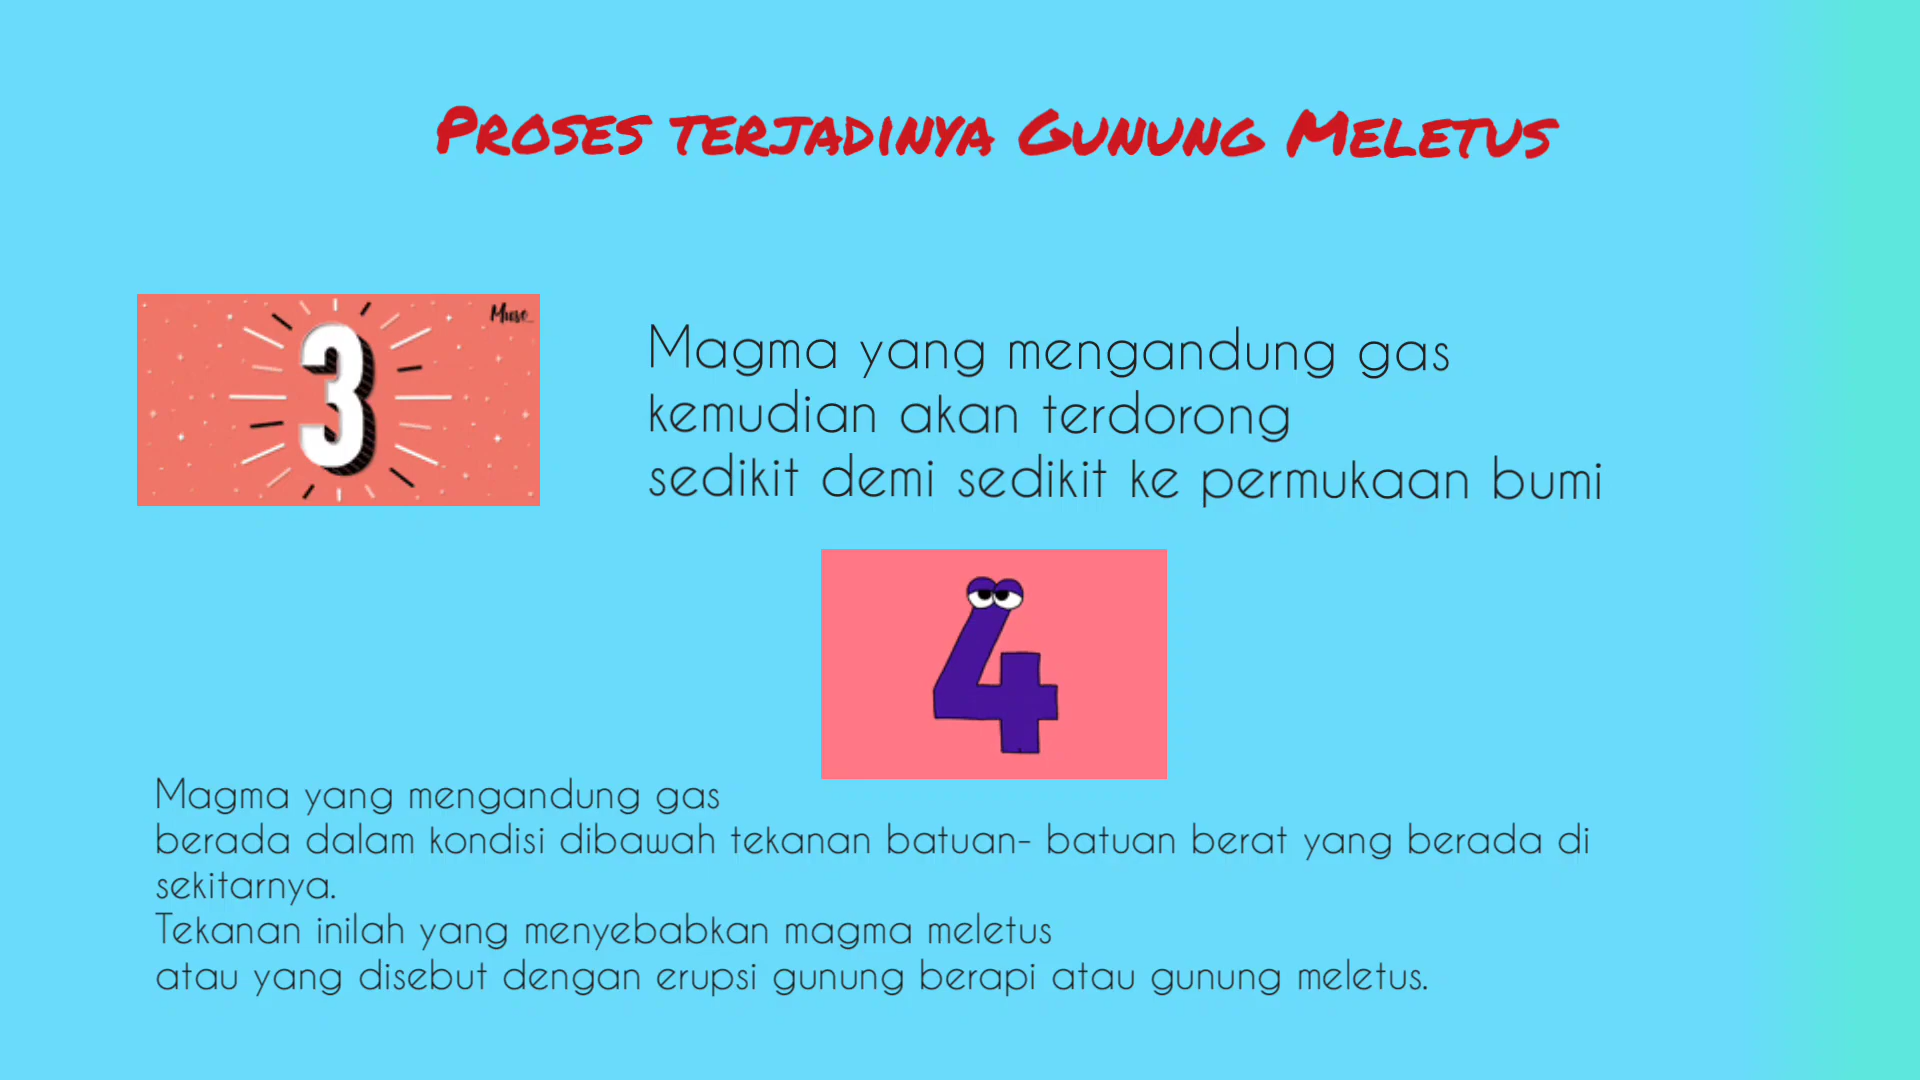 Proses terjadinya Gunung Meletus
Muse
3
Magma yang mengandung gas
kemudian akan terdorong
sedikit demi sedikit ke permukaan bumi
4
Magma yang mengandung gas
berada dalam kondisi dibawah tekanan batuan- batuan berat yang berada di
sekitarnya.
Tekanan inilah yang menyebabkan magma meletus
atau yang disebut dengan erupsi gunung berapi atau gunung meletus.